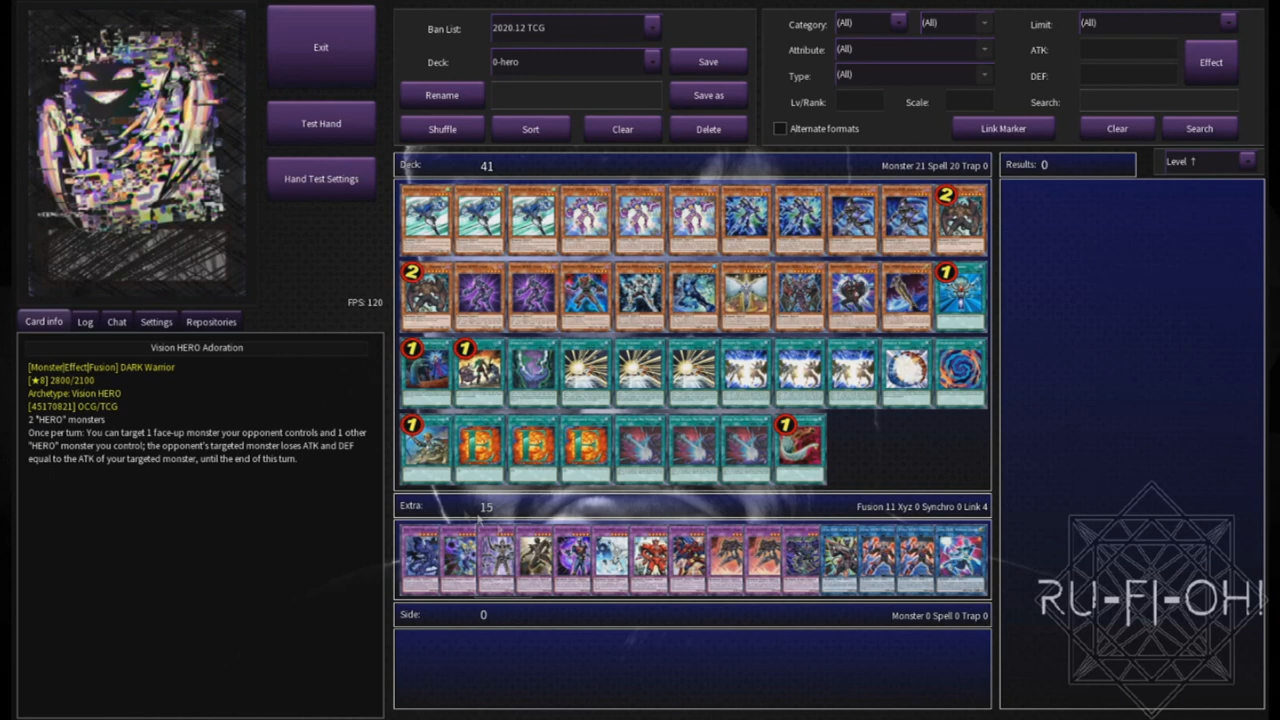 Exit
Test Hand
Hand Test Settings
FPS: 120
Card info Log Chat Settings Repositories
Vision HERO Adoration
[Monster|Effect|Fusion] DARK Warrior
[★8] 2800/2100
Archetype: Vision HERO
[45170821] OCG/TCG
2 "HERO" monsters
Once per turn: You can target 1 face-up monster your opponent controls and 1 other
"HERO" monster you control; the opponent's targeted monster loses ATK and DEF
equal to the ATK of your targeted monster, until the end of this turn.
Ban List: 2020.12 TCG
Deck: 0-hero Save
Rename Save as
Shuffle Sort Clear Delete
Category: (All) (All) Limit: (All)
Attribute: (All) ATK:
Type: (All) DEF: Effect
Lv/Rank: Scale: Search:
Alternate formats Link Marker Clear Search
Deck: 41 Monster 21 Spell 20 Trap 0
Results: 0 Level ↑
2
2 1
1 1
1 1
Extra: 15 Fusion 11 Xyz 0 Synchro 0 Link 4
Side: 0 Monster 0 Spell 0 Trap 0
RU-FI-OH!